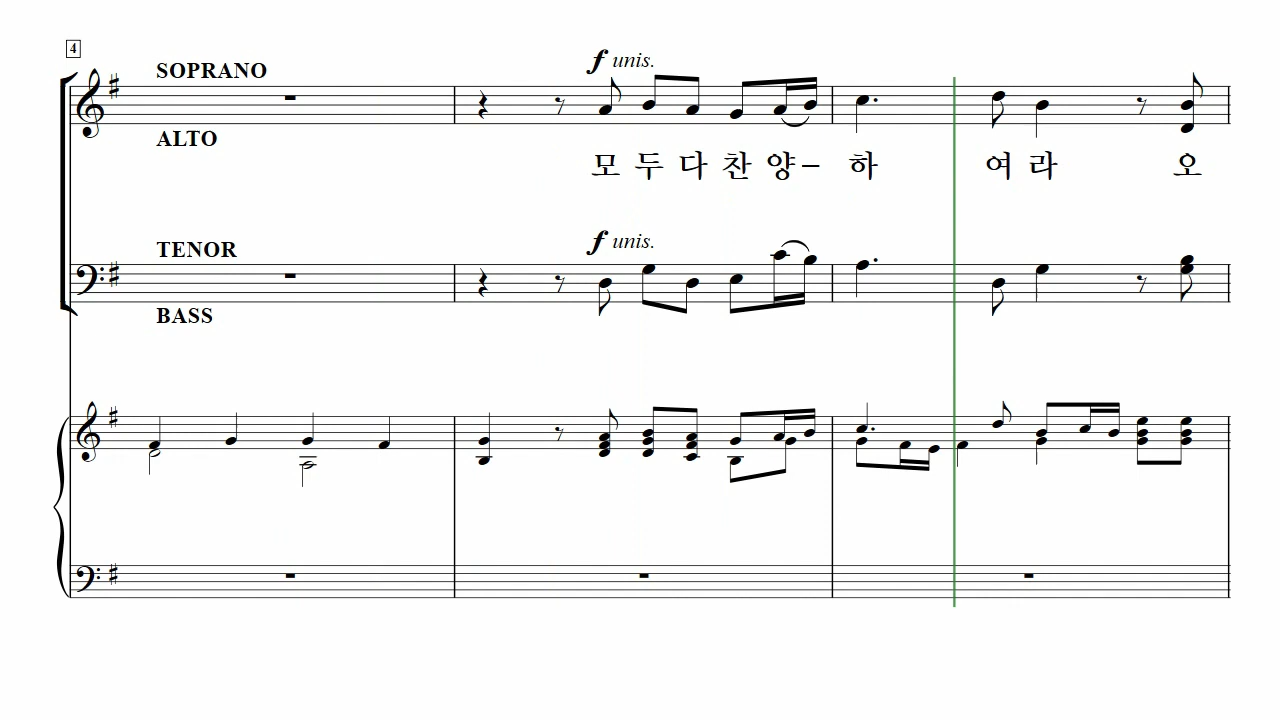 4
SOPRANO
f unis.
ALTO
모 두 다 찬 양– 하 여 라 오
TENOR
f unis.
BASS